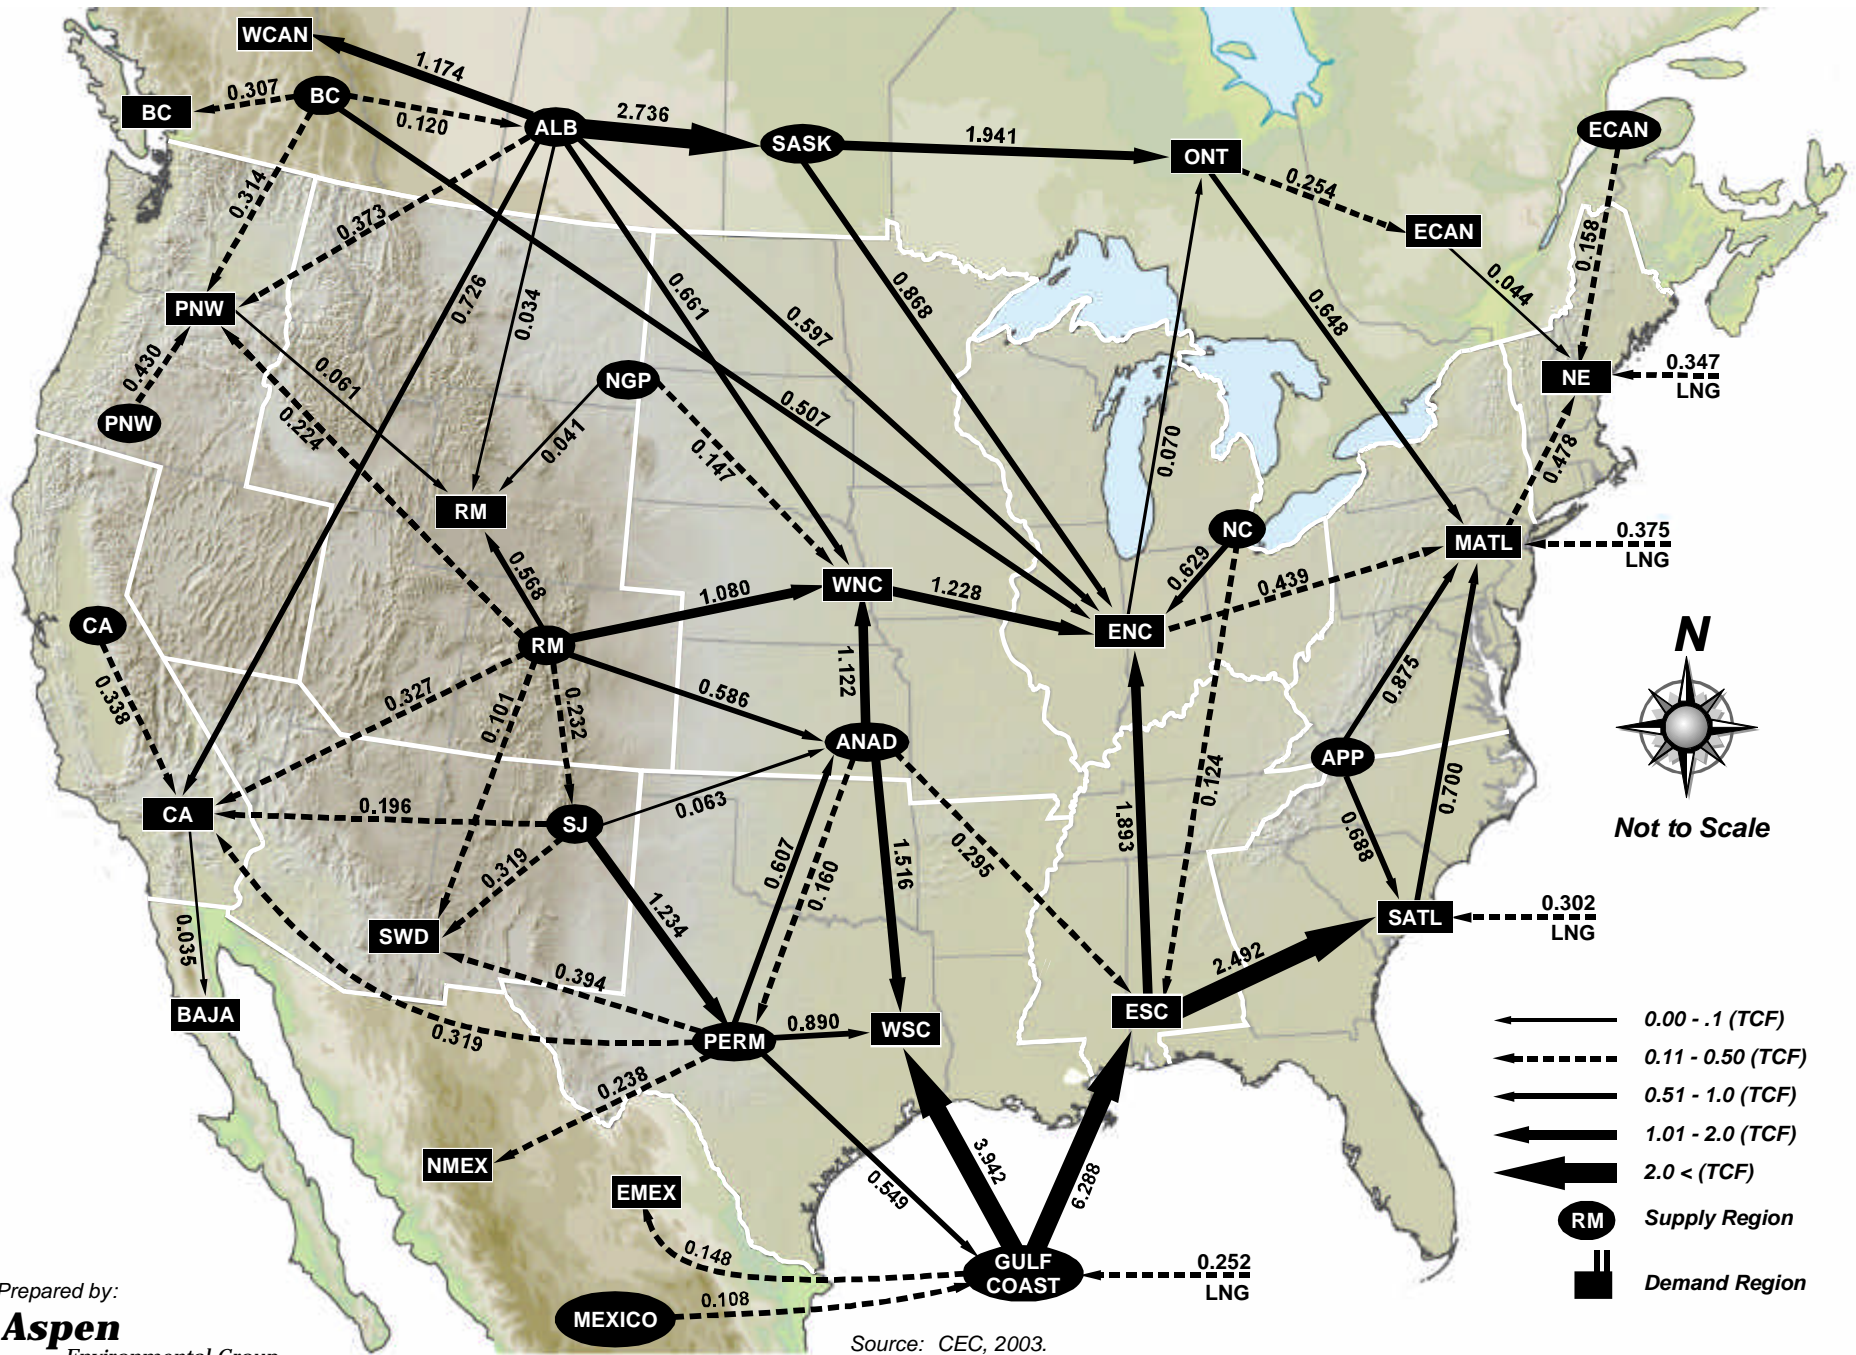 WCAN
1.174
BC
0.307
BC
0.120
ALB
2.736
SASK
1.941
ONT
0.254
ECAN
ECAN
0.158
0.044
0.314
0.373
0.726
0.034
0.661
0.597
0.868
0.648
PNW
0.430
PNW
0.061
0.224
NGP
0.041
0.147
0.507
0.070
NE
0.347
LNG
0.478
RM
0.568
NC
0.629
MATL
0.375
LNG
0.439
WNC
1.080
1.228
ENC
CA
0.338
RM
0.327
0.101
0.232
0.586
1.122
ANAD
0.875
APP
0.700
0.688
0.124
1.893
CA
0.196
SJ
0.063
0.319
0.607
0.160
1.516
0.295
1.234
SWD
0.394
0.035
BAJA
0.319
PERM
0.890
WSC
ESC
2.492
SATL
0.302
LNG
0.238
NMEX
EMEX
0.549
3.942
6.288
0.148
GULF
COAST
0.252
LNG
MEXICO
0.108
N
Not to Scale
0.00 - .1 (TCF)
0.11 - 0.50 (TCF)
0.51 - 1.0 (TCF)
1.01 - 2.0 (TCF)
2.0 < (TCF)
RM
Supply Region
Demand Region
Prepared by:
Aspen
Environmental Group
Source: CEC, 2003.